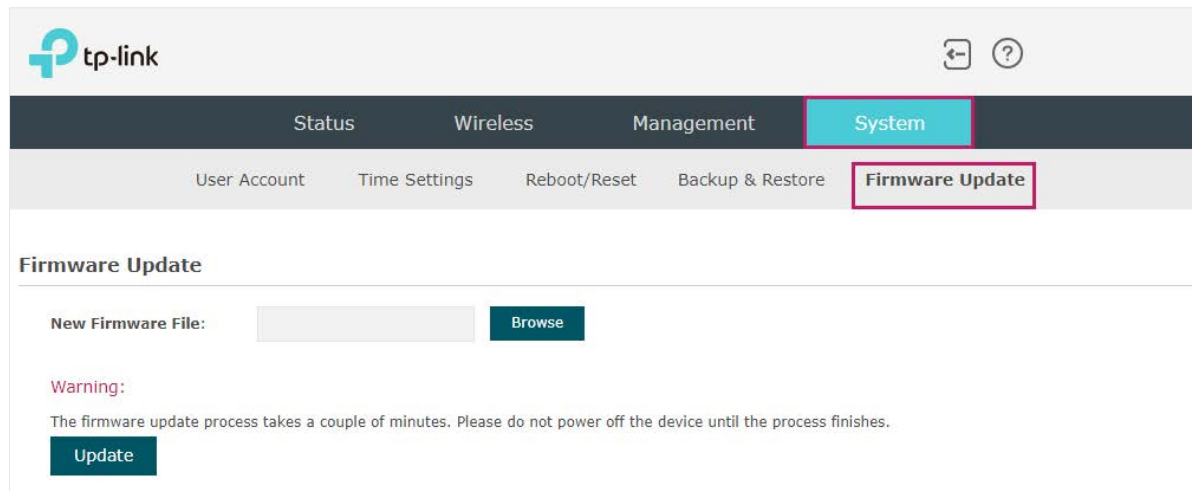 tp-link
Status Wireless Management System
User Account Time Settings Reboot/Reset Backup & Restore Firmware Update
Firmware Update
New Firmware File: Browse
Warning:
The firmware update process takes a couple of minutes. Please do not power off the device until the process finishes.
Update